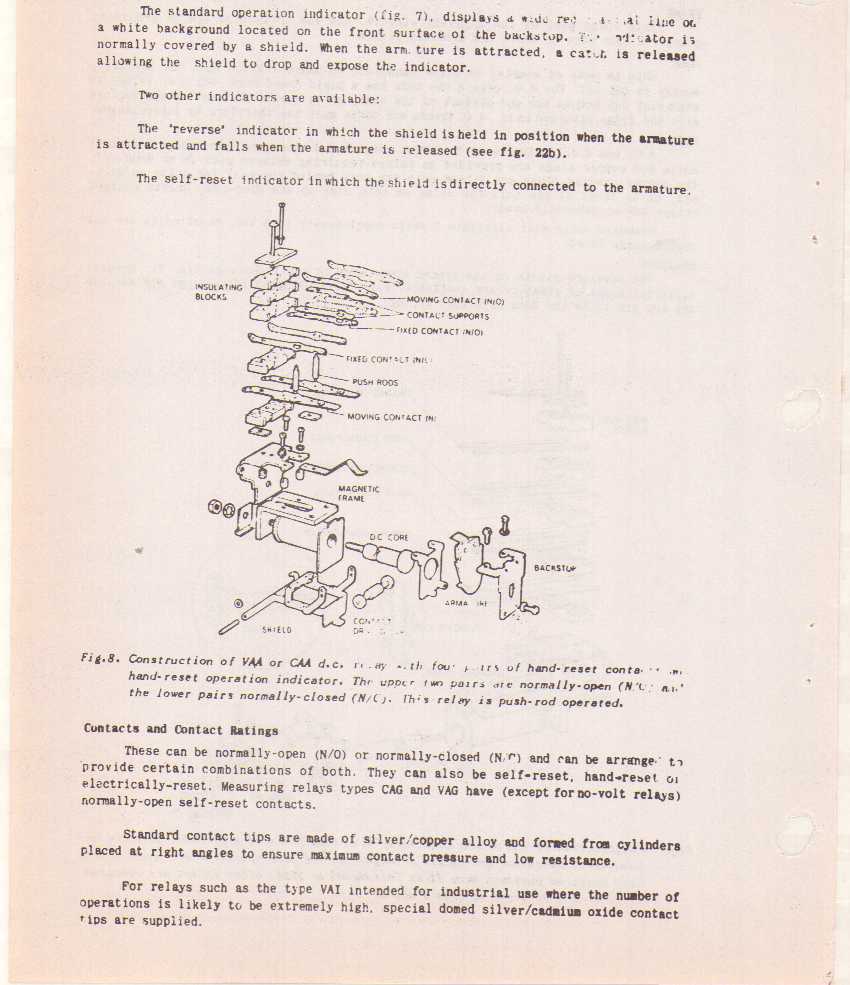 The standard operation indicator (fig. 7), displays a wide red line on
a white background located on the front surface of the backstop. indicator is
normally covered by a shield. When the arm.ture is attracted, a catch is released
allowing the shield to drop and expose the indicator.
Two other indicators are available:
The 'reverse' indicator in which the shield is held in position when the armature
is attracted and falls when the armature is released (see fig. 22b).
The self-reset indicator in which the shield is directly connected to the armature.
INSULATING
BLOCKS
MOVING CONTACT (N/O)
CONTACT SUPPORTS
FIXED CONTACT (N/O)
FIXED CONTACT
PUSH RODS
MOVING CONTACT
MAGNETIC
FRAME
D.C CORE
BACKSTOP
ARMATURE
SHIELD
Fig.8. Construction of VAA or CAA d.c. relay with four pairs of hand-reset
hand-reset operation indicator. The upper two pairs are normally-open (N/O) and
the lower pairs normally-closed (N/C). This relay is push-rod operated.
Contacts and Contact Ratings
These can be normally-open (N/O) or normally-closed (N/C) and can be arranged to
provide certain combinations of both. They can also be self-reset, hand-reset or
electrically-reset. Measuring relays types CAG and VAG have (except for no-volt relays)
normally-open self-reset contacts.
Standard contact tips are made of silver/copper alloy and formed from cylinders
placed at right angles to ensure maximum contact pressure and low resistance.
For relays such as the type VAI intended for industrial use where the number of
operations is likely to be extremely high, special domed silver/cadmium oxide contact
tips are supplied.